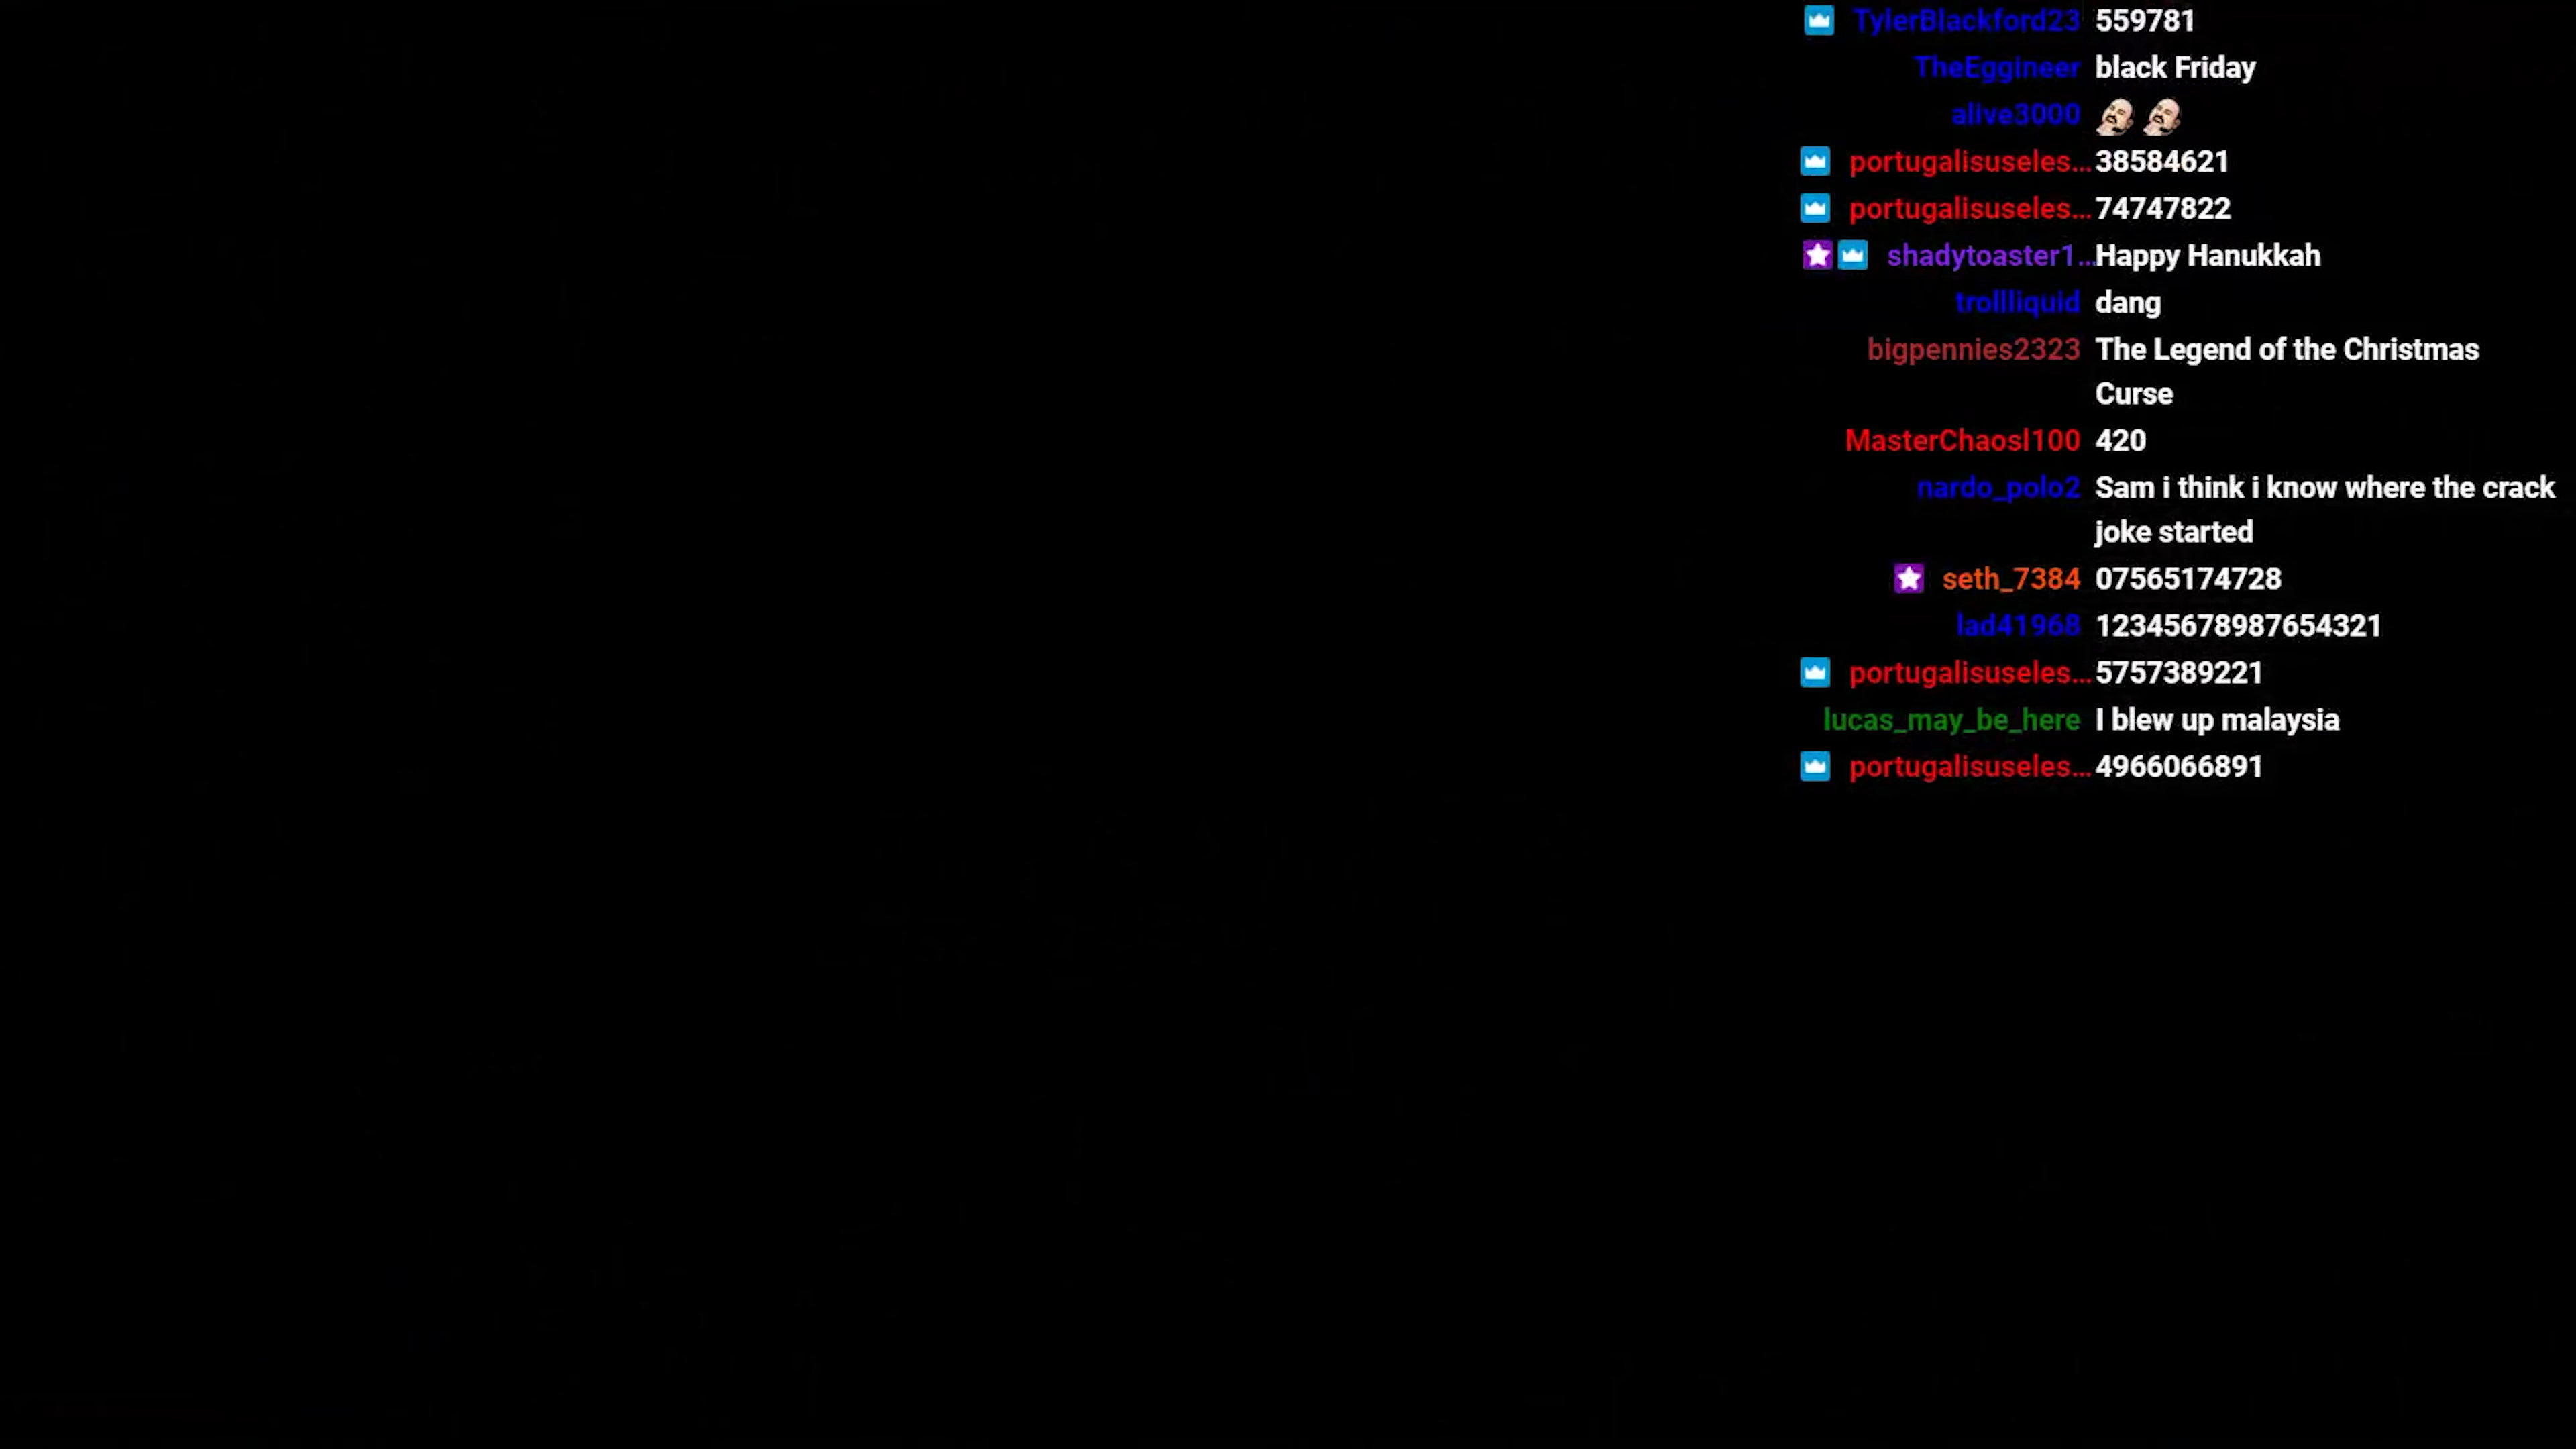 TylerBlackford23 559781
TheEggineer black Friday
alive3000
portugalisuseles... 38584621
portugalisuseles... 74747822
shadytoaster1... Happy Hanukkah
trollliquid dang
bigpennies2323 The Legend of the Christmas
Curse
MasterChaosl100 420
nardo_polo2 Sam i think i know where the crack
joke started
seth_7384 07565174728
lad41968 12345678987654321
portugalisuseles... 5757389221
lucas_may_be_here I blew up malaysia
portugalisuseles... 4966066891